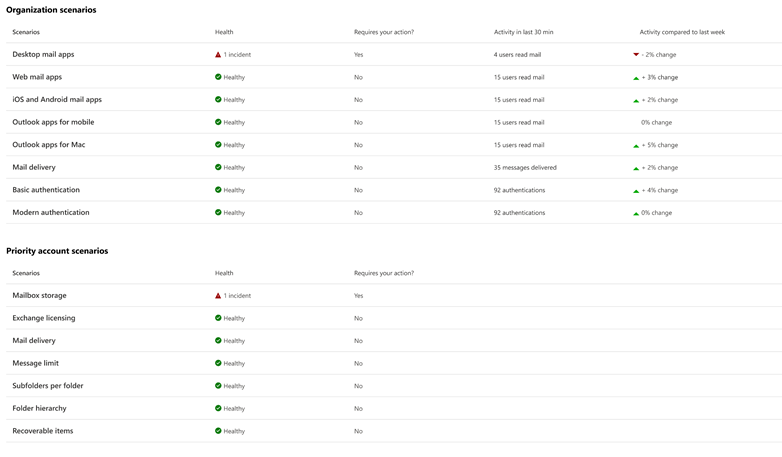 Organization scenarios
Scenarios Health Requires your action? Activity in last 30 min Activity compared to last week
Desktop mail apps 1 incident Yes 4 users read mail - 2% change
Web mail apps Healthy No 15 users read mail + 3% change
iOS and Android mail apps Healthy No 15 users read mail + 2% change
Outlook apps for mobile Healthy No 15 users read mail 0% change
Outlook apps for Mac Healthy No 15 users read mail + 5% change
Mail delivery Healthy No 35 messages delivered + 2% change
Basic authentication Healthy No 92 authentications + 4% change
Modern authentication Healthy No 92 authentications 0% change
Priority account scenarios
Scenarios Health Requires your action?
Mailbox storage 1 incident Yes
Exchange licensing Healthy No
Mail delivery Healthy No
Message limit Healthy No
Subfolders per folder Healthy No
Folder hierarchy Healthy No
Recoverable items Healthy No